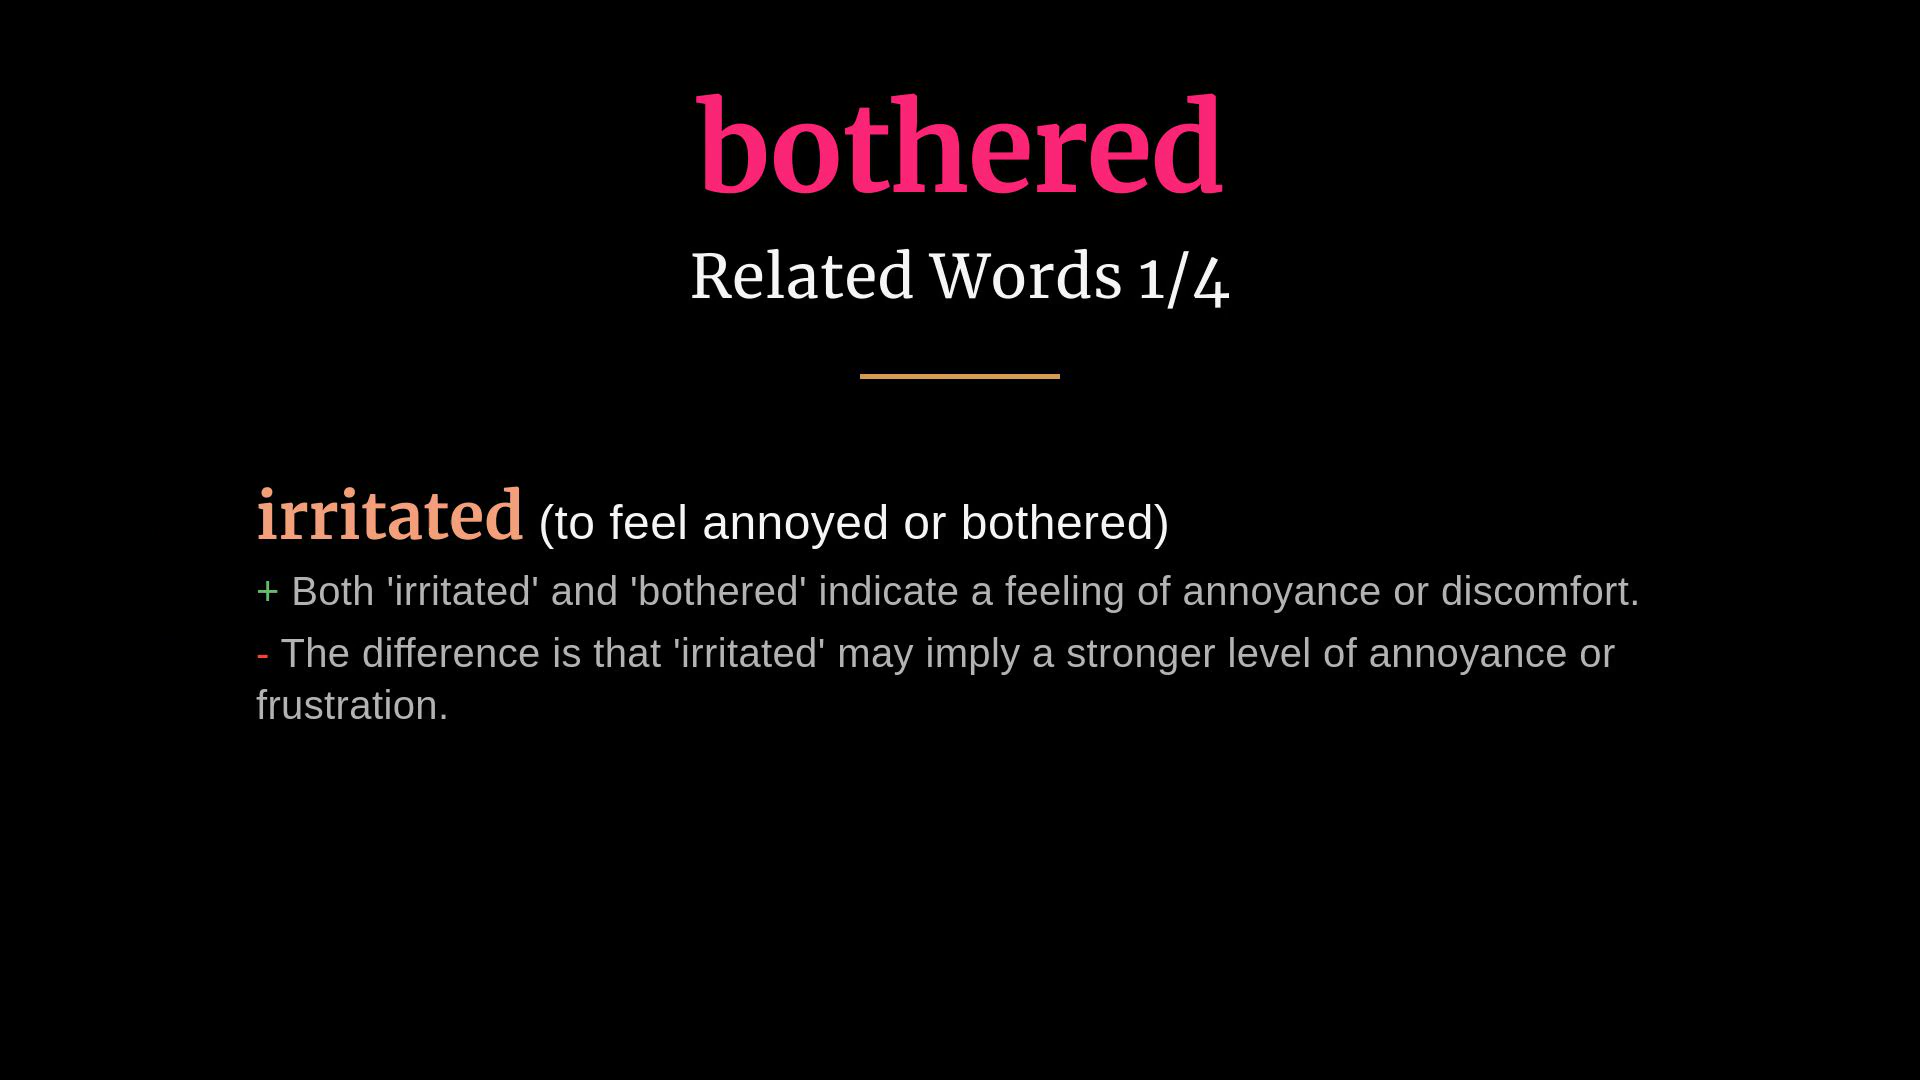 bothered
Related Words 1/4
irritated (to feel annoyed or bothered)
+ Both 'irritated' and 'bothered' indicate a feeling of annoyance or discomfort.
- The difference is that 'irritated' may imply a stronger level of annoyance or
frustration.